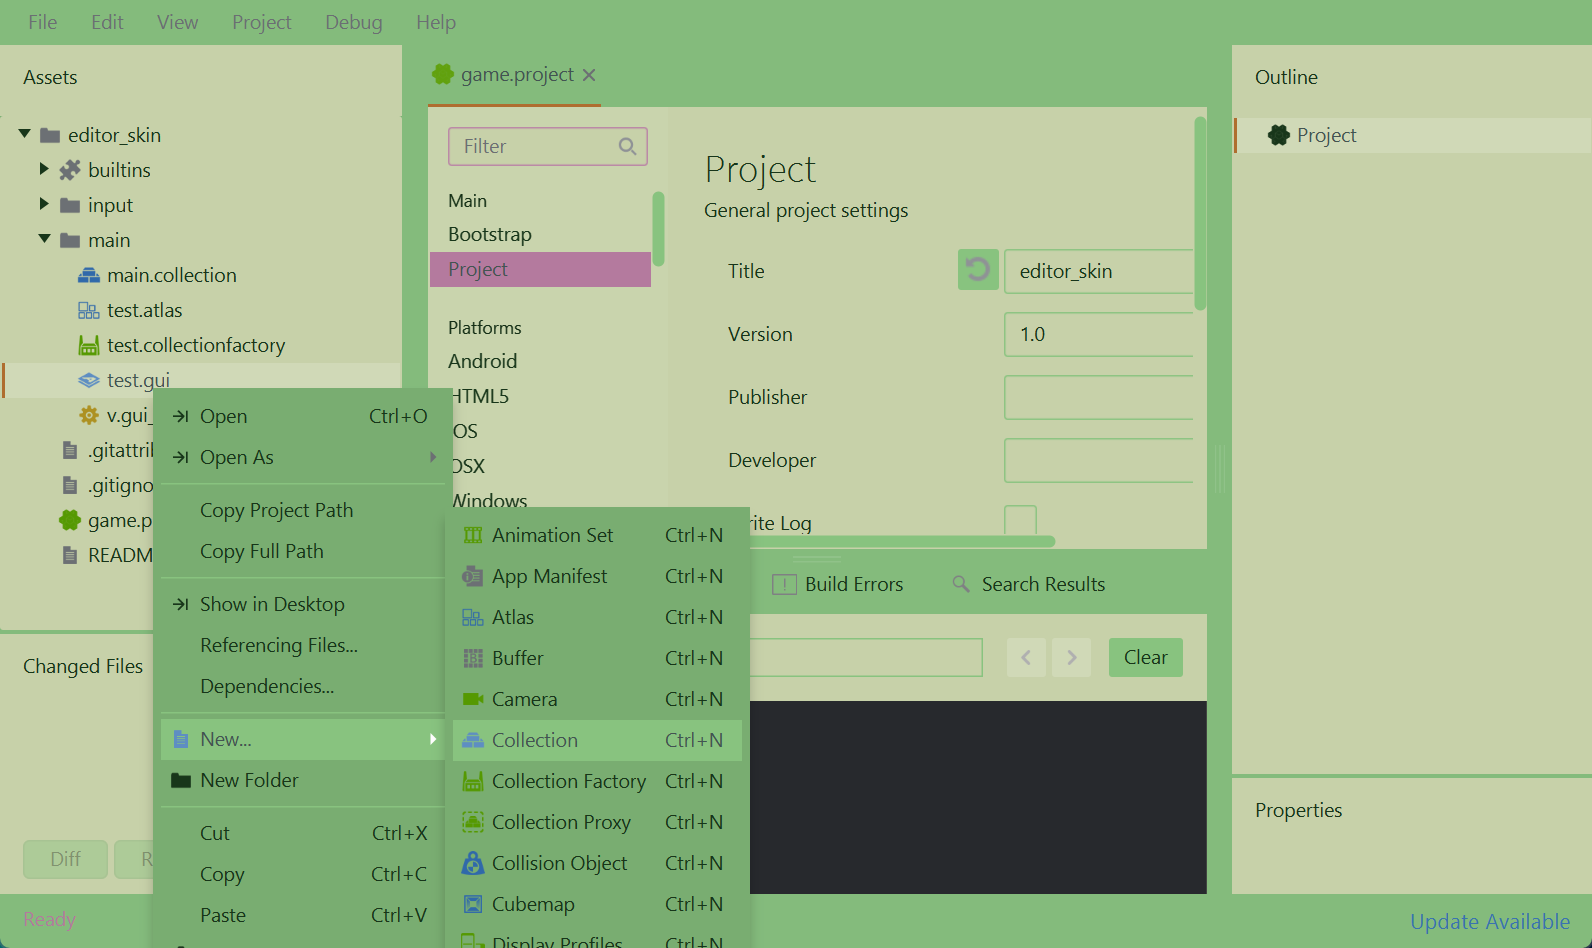 File Edit View Project Debug Help
Assets
editor_skin
builtins
input
main
main.collection
test.atlas
test.collectionfactory
test.gui
v.gui_
.gitattril
.gitigno
game.p
READM
Changed Files
Diff R
Ready
game.project
Filter
Main
Bootstrap
Project
Platforms
Android
HTML5
iOS
OSX
Windows
Project
General project settings
Title editor_skin
Version 1.0
Publisher
Developer
rite Log
Open Ctrl+O
Open As
Copy Project Path
Copy Full Path
Show in Desktop
Referencing Files...
Dependencies...
New...
New Folder
Cut Ctrl+X
Copy Ctrl+C
Paste Ctrl+V
Animation Set Ctrl+N
App Manifest Ctrl+N
Atlas Ctrl+N
Buffer Ctrl+N
Camera Ctrl+N
Collection Ctrl+N
Collection Factory Ctrl+N
Collection Proxy Ctrl+N
Collision Object Ctrl+N
Cubemap Ctrl+N
Display Profiles Ctrl+N
Build Errors Search Results
Clear
Outline
Project
Properties
Update Available